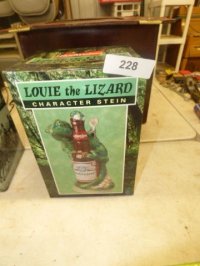 228
LOUIE the LIZARD
CHARACTER STEIN